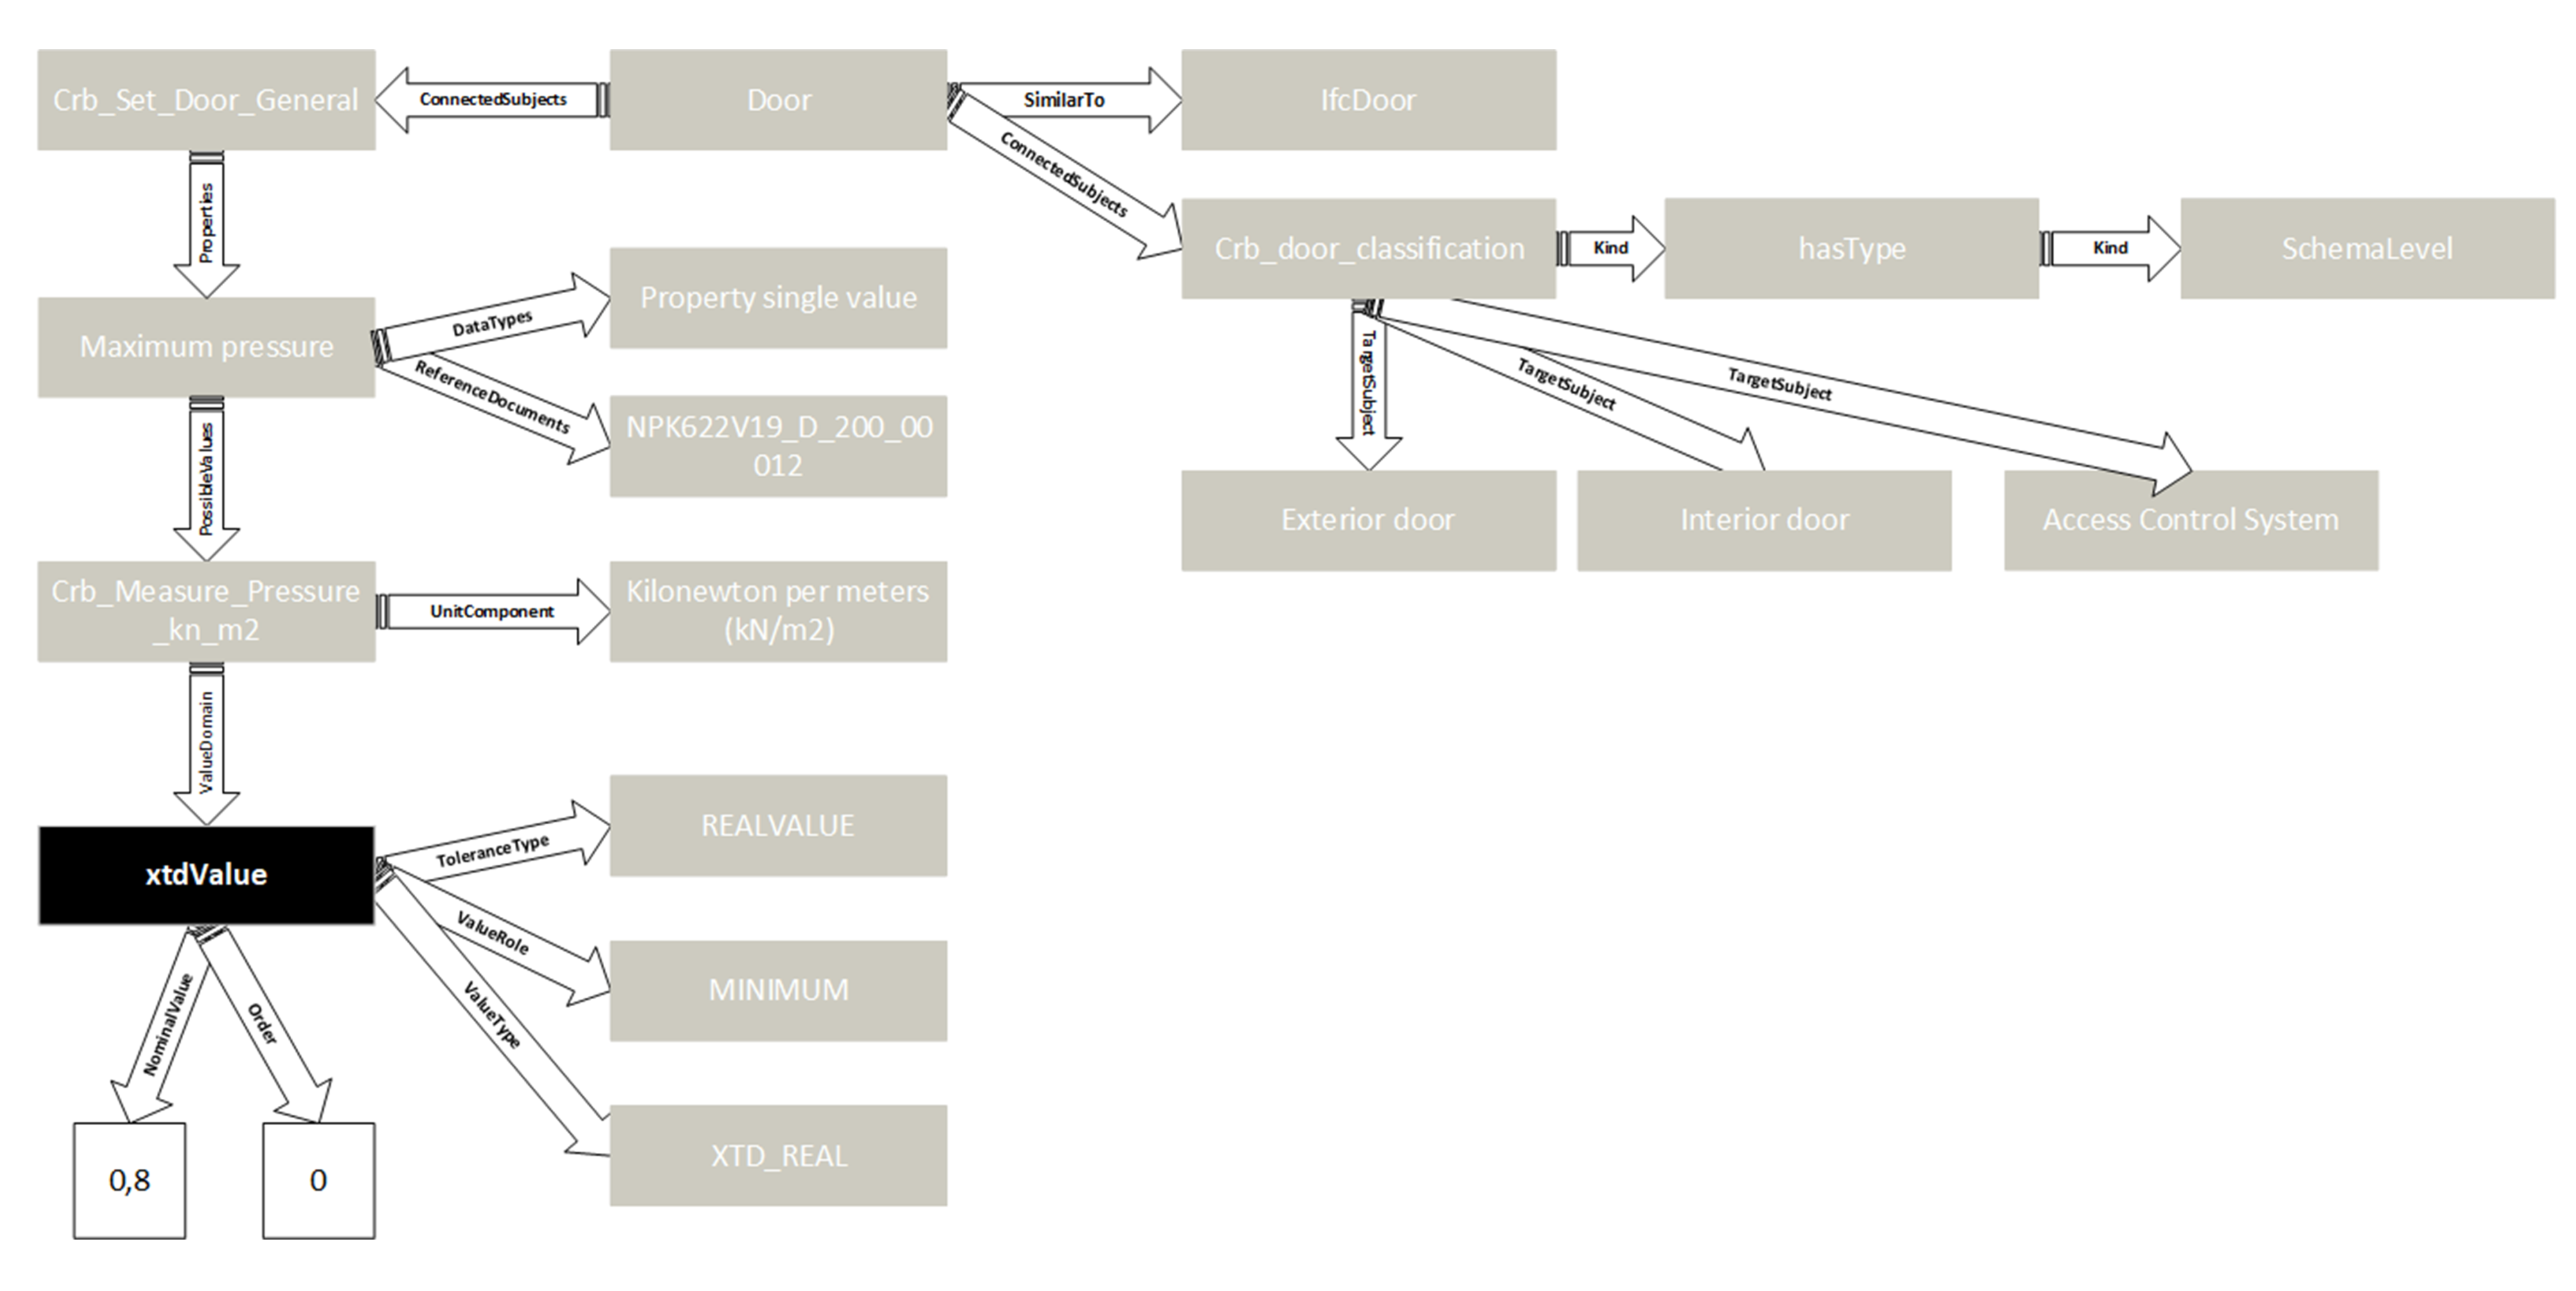 Crb_Set_Door_General
ConnectedSubjects
Door
SimilarTo
IfcDoor
ConnectedSubjects
Crb_door_classification
Kind
hasType
Kind
SchemaLevel
Properties
Maximum pressure
DataTypes
Property single value
ReferenceDocuments
NPK622V19_D_200_00
012
TargetSubject
TargetSubject
TargetSubject
Exterior door
Interior door
Access Control System
PossibleValues
Crb_Measure_Pressure
_kn_m2
UnitComponent
Kilonewton per meters
(kN/m2)
ValueDomain
xtdValue
ToleranceType
REALVALUE
ValueRole
MINIMUM
ValueType
XTD_REAL
NominalValue
Order
0,8
0